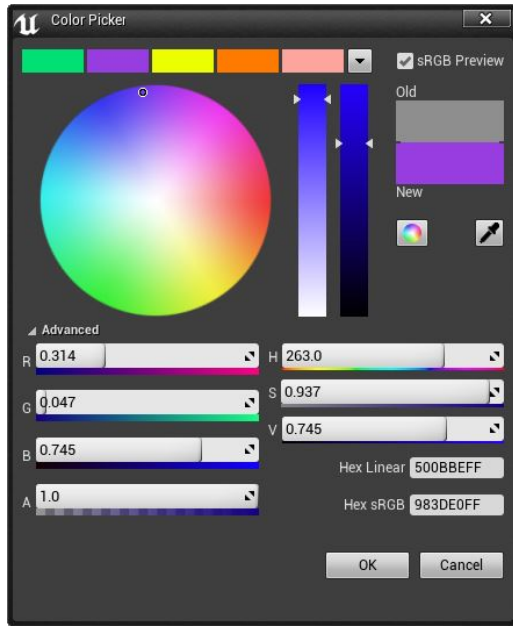 Color Picker
sRGB Preview
Old
New
Advanced
R 0.314
H 263.0
G 0.047
S 0.937
B 0.745
V 0.745
A 1.0
Hex Linear 500BBEFF
Hex sRGB 983DE0FF
OK Cancel